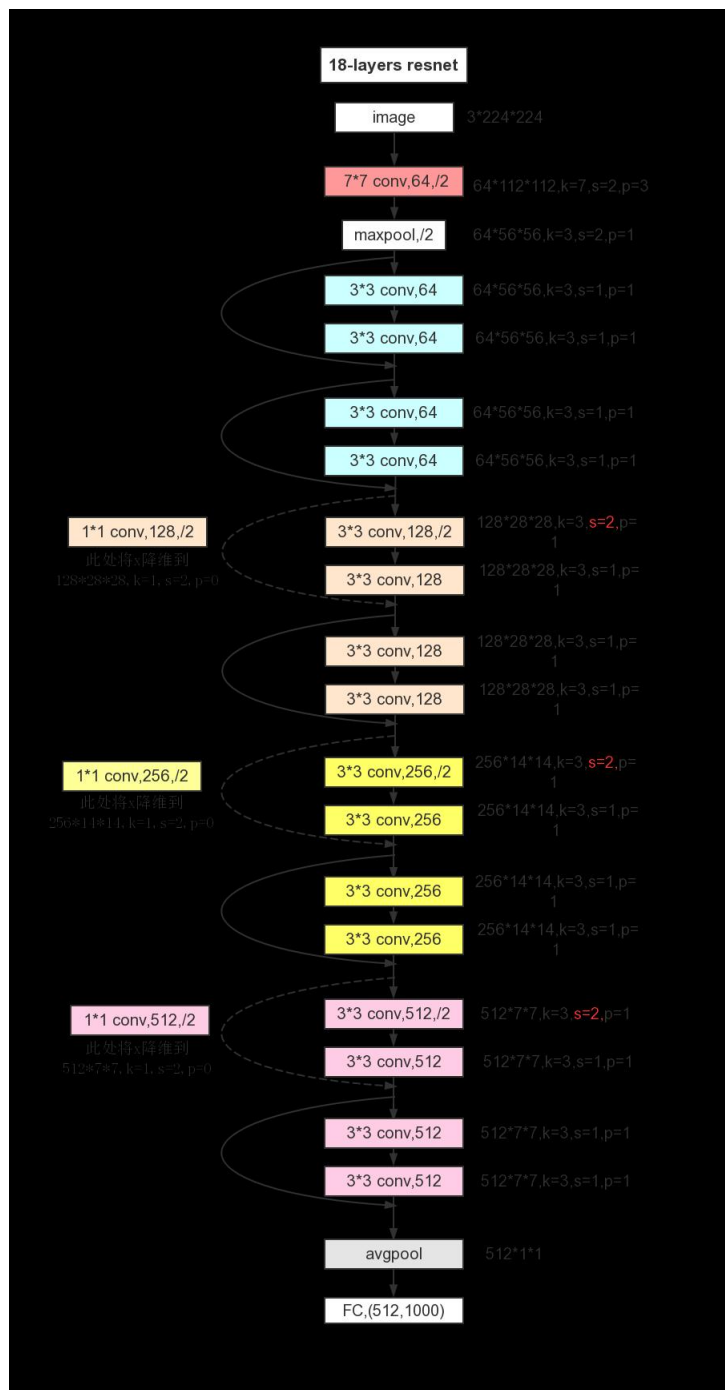 18-layers resnet
image
3*224*224
7*7 conv,64,/2
64*112*112,k=7,s=2,p=3
maxpool,/2
64*56*56,k=3,s=2,p=1
3*3 conv,64
64*56*56,k=3,s=1,p=1
3*3 conv,64
64*56*56,k=3,s=1,p=1
3*3 conv,64
64*56*56,k=3,s=1,p=1
3*3 conv,64
64*56*56,k=3,s=1,p=1
1*1 conv,128,/2
此处将x降维到
128*28*28,k=1,s=2,p=0
3*3 conv,128,/2
128*28*28,k=3,s=2,p=
1
3*3 conv,128
128*28*28,k=3,s=1,p=
1
3*3 conv,128
128*28*28,k=3,s=1,p=
1
3*3 conv,128
128*28*28,k=3,s=1,p=
1
1*1 conv,256,/2
此处将x降维到
256*14*14,k=1,s=2,p=0
3*3 conv,256,/2
256*14*14,k=3,s=2,p=
1
3*3 conv,256
256*14*14,k=3,s=1,p=
1
3*3 conv,256
256*14*14,k=3,s=1,p=
1
3*3 conv,256
256*14*14,k=3,s=1,p=
1
1*1 conv,512,/2
此处将x降维到
512*7*7,k=1,s=2,p=0
3*3 conv,512,/2
512*7*7,k=3,s=2,p=1
3*3 conv,512
512*7*7,k=3,s=1,p=1
3*3 conv,512
512*7*7,k=3,s=1,p=1
3*3 conv,512
512*7*7,k=3,s=1,p=1
avgpool
512*1*1
FC,(512,1000)